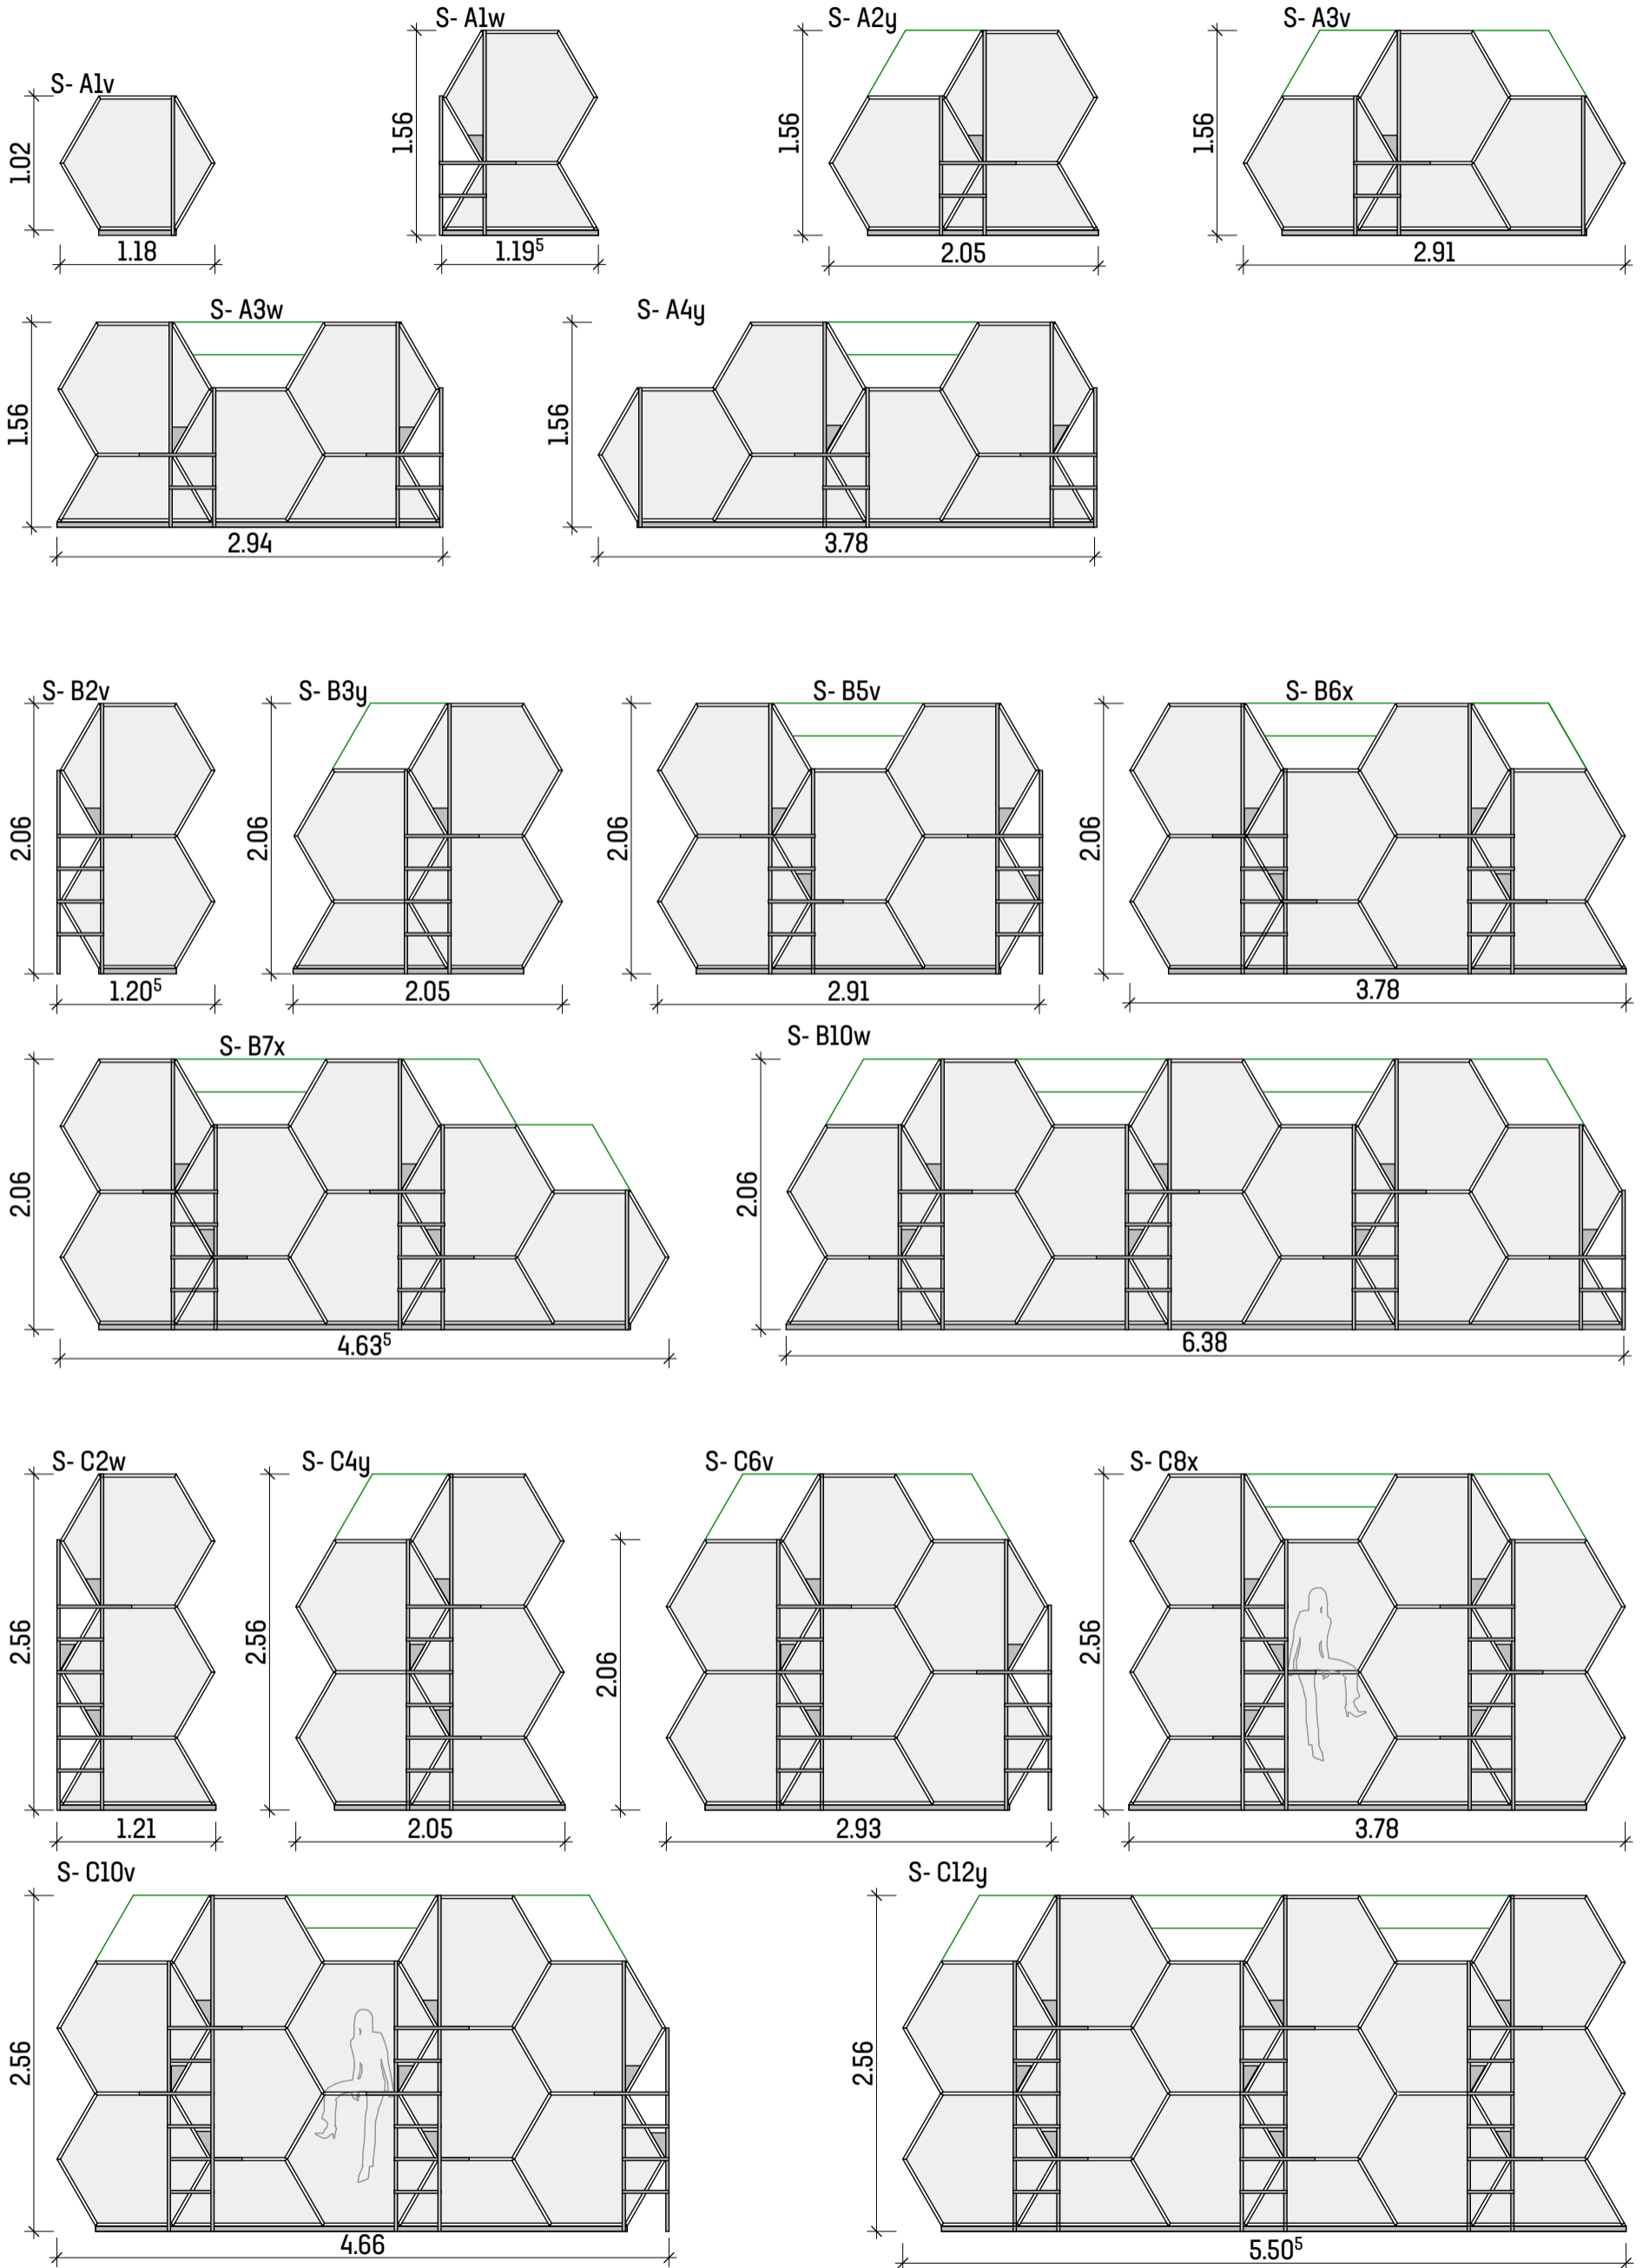 S- A1v
1.02
1.18
S- A1w
1.56
1.19⁵
S- A2y
1.56
2.05
S- A3v
1.56
2.91
S- A3w
1.56
2.94
S- A4y
1.56
3.78
S- B2v
2.06
1.20⁵
S- B3y
2.06
2.05
S- B5v
2.06
2.91
S- B6x
2.06
3.78
S- B7x
2.06
4.63⁵
S- B10w
2.06
6.38
S- C2w
2.56
1.21
S- C4y
2.56
2.05
S- C6v
2.06
2.93
S- C8x
2.56
3.78
S- C10v
2.56
4.66
S- C12y
2.56
5.50⁵